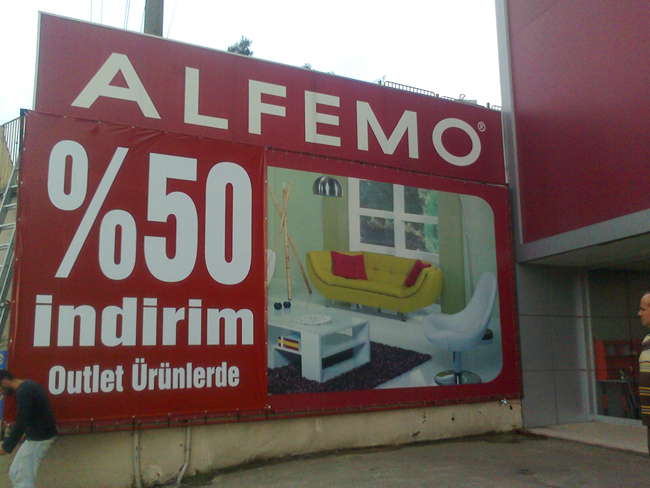 ALFEMO®
%50
indirim
Outlet Ürünlerde